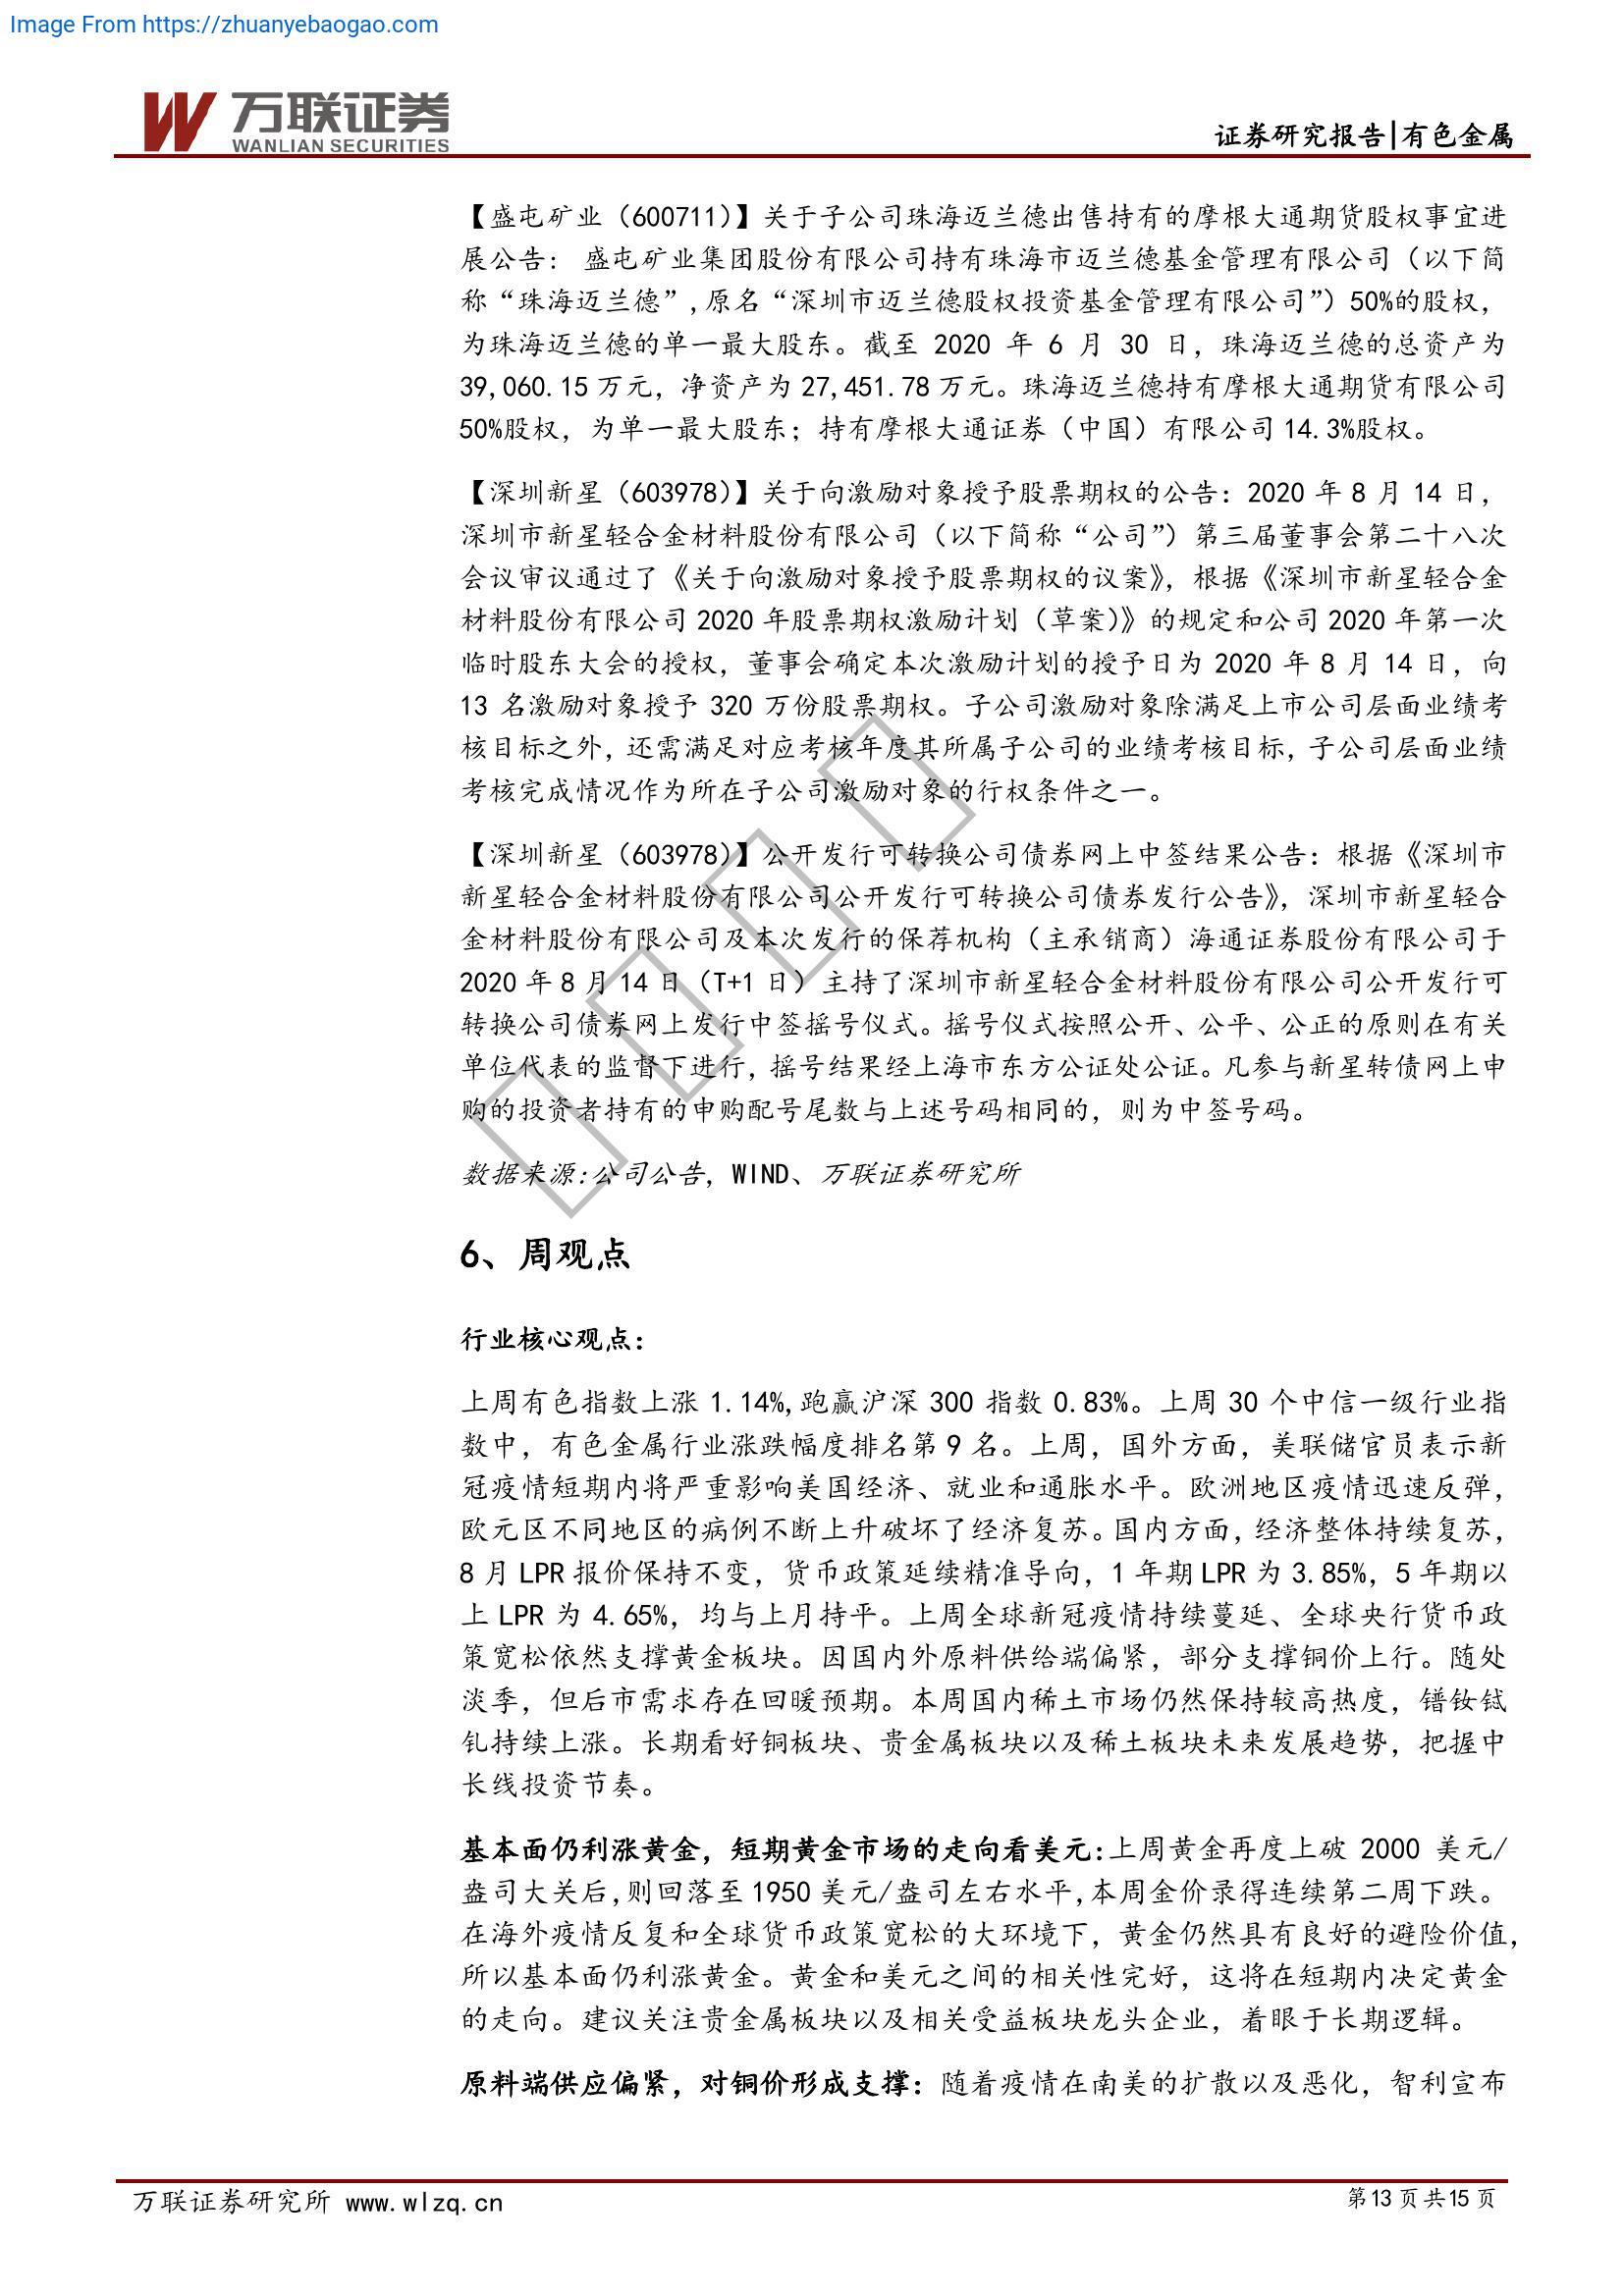 Image From https://zhuanyebaogao.com
万联证券
WANLIAN SECURITIES
证券研究报告|有色金属
【盛屯矿业（600711）】关于子公司珠海迈兰德出售持有的摩根大通期货股权事宜进
展公告： 盛屯矿业集团股份有限公司持有珠海市迈兰德基金管理有限公司（以下简
称“珠海迈兰德”,原名“深圳市迈兰德股权投资基金管理有限公司”）50%的股权，
为珠海迈兰德的单一最大股东。截至 2020 年 6 月 30 日，珠海迈兰德的总资产为
39,060.15 万元，净资产为 27,451.78 万元。珠海迈兰德持有摩根大通期货有限公司
50%股权，为单一最大股东；持有摩根大通证券（中国）有限公司 14.3%股权。
【深圳新星（603978）】关于向激励对象授予股票期权的公告：2020 年 8 月 14 日，
深圳市新星轻合金材料股份有限公司（以下简称“公司”）第三届董事会第二十八次
会议审议通过了《关于向激励对象授予股票期权的议案》，根据《深圳市新星轻合金
材料股份有限公司 2020 年股票期权激励计划（草案）》的规定和公司 2020 年第一次
临时股东大会的授权，董事会确定本次激励计划的授予日为 2020 年 8 月 14 日，向
13 名激励对象授予 320 万份股票期权。子公司激励对象除满足上市公司层面业绩考
核目标之外，还需满足对应考核年度其所属子公司的业绩考核目标，子公司层面业绩
考核完成情况作为所在子公司激励对象的行权条件之一。
【深圳新星（603978）】公开发行可转换公司债券网上中签结果公告：根据《深圳市
新星轻合金材料股份有限公司公开发行可转换公司债券发行公告》，深圳市新星轻合
金材料股份有限公司及本次发行的保荐机构（主承销商）海通证券股份有限公司于
2020 年 8 月 14 日（T+1 日）主持了深圳市新星轻合金材料股份有限公司公开发行可
转换公司债券网上发行中签摇号仪式。摇号仪式按照公开、公平、公正的原则在有关
单位代表的监督下进行，摇号结果经上海市东方公证处公证。凡参与新星转债网上申
购的投资者持有的申购配号尾数与上述号码相同的，则为中签号码。
数据来源:公司公告，WIND、万联证券研究所
6、周观点
行业核心观点：
上周有色指数上涨 1.14%,跑赢沪深 300 指数 0.83%。上周 30 个中信一级行业指
数中，有色金属行业涨跌幅度排名第 9 名。上周，国外方面，美联储官员表示新
冠疫情短期内将严重影响美国经济、就业和通胀水平。欧洲地区疫情迅速反弹，
欧元区不同地区的病例不断上升破坏了经济复苏。国内方面，经济整体持续复苏，
8 月 LPR 报价保持不变，货币政策延续精准导向，1 年期 LPR 为 3.85%，5 年期以
上 LPR 为 4.65%，均与上月持平。上周全球新冠疫情持续蔓延、全球央行货币政
策宽松依然支撑黄金板块。因国内外原料供给端偏紧，部分支撑铜价上行。随处
淡季，但后市需求存在回暖预期。本周国内稀土市场仍然保持较高热度，镨钕铽
钆持续上涨。长期看好铜板块、贵金属板块以及稀土板块未来发展趋势，把握中
长线投资节奏。
基本面仍利涨黄金，短期黄金市场的走向看美元:上周黄金再度上破 2000 美元/
盎司大关后,则回落至 1950 美元/盎司左右水平,本周金价录得连续第二周下跌。
在海外疫情反复和全球货币政策宽松的大环境下，黄金仍然具有良好的避险价值，
所以基本面仍利涨黄金。黄金和美元之间的相关性完好，这将在短期内决定黄金
的走向。建议关注贵金属板块以及相关受益板块龙头企业，着眼于长期逻辑。
原料端供应偏紧，对铜价形成支撑：随着疫情在南美的扩散以及恶化，智利宣布
万联证券研究所 www.wlzq.cn
第 13 页 共 15 页